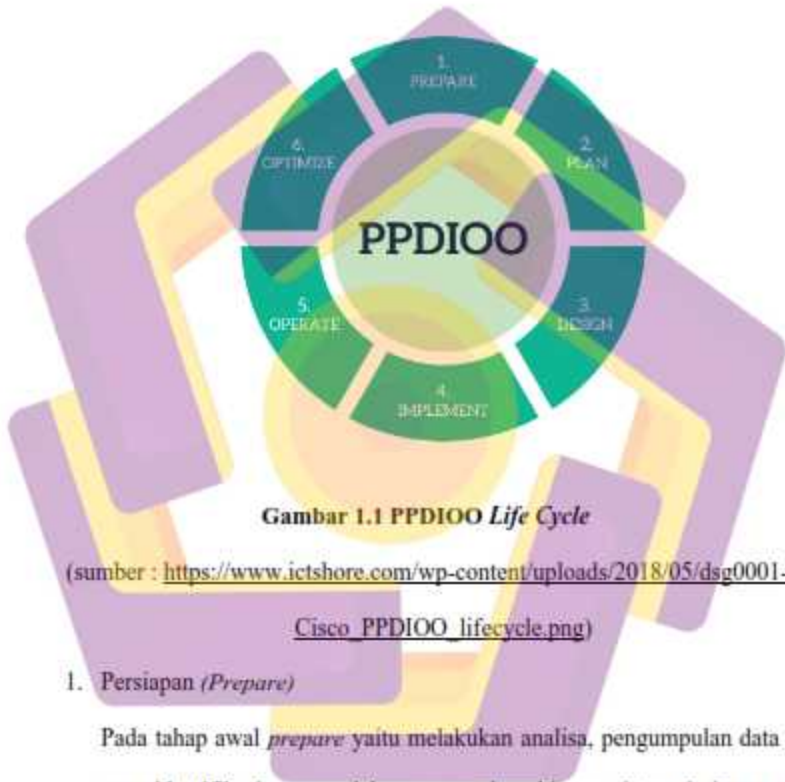 1.
PREPARE
2.
PLAN
3.
DESIGN
4.
IMPLEMENT
5.
OPERATE
6.
OPTIMIZE
PPDIOO
Gambar 1.1 PPDIOO Life Cycle
(sumber : https://www.ictshore.com/wp-content/uploads/2018/05/dsg0001-
Cisco_PPDIOO_lifecycle.png)
1. Persiapan (Prepare)
Pada tahap awal prepare yaitu melakukan analisa, pengumpulan data